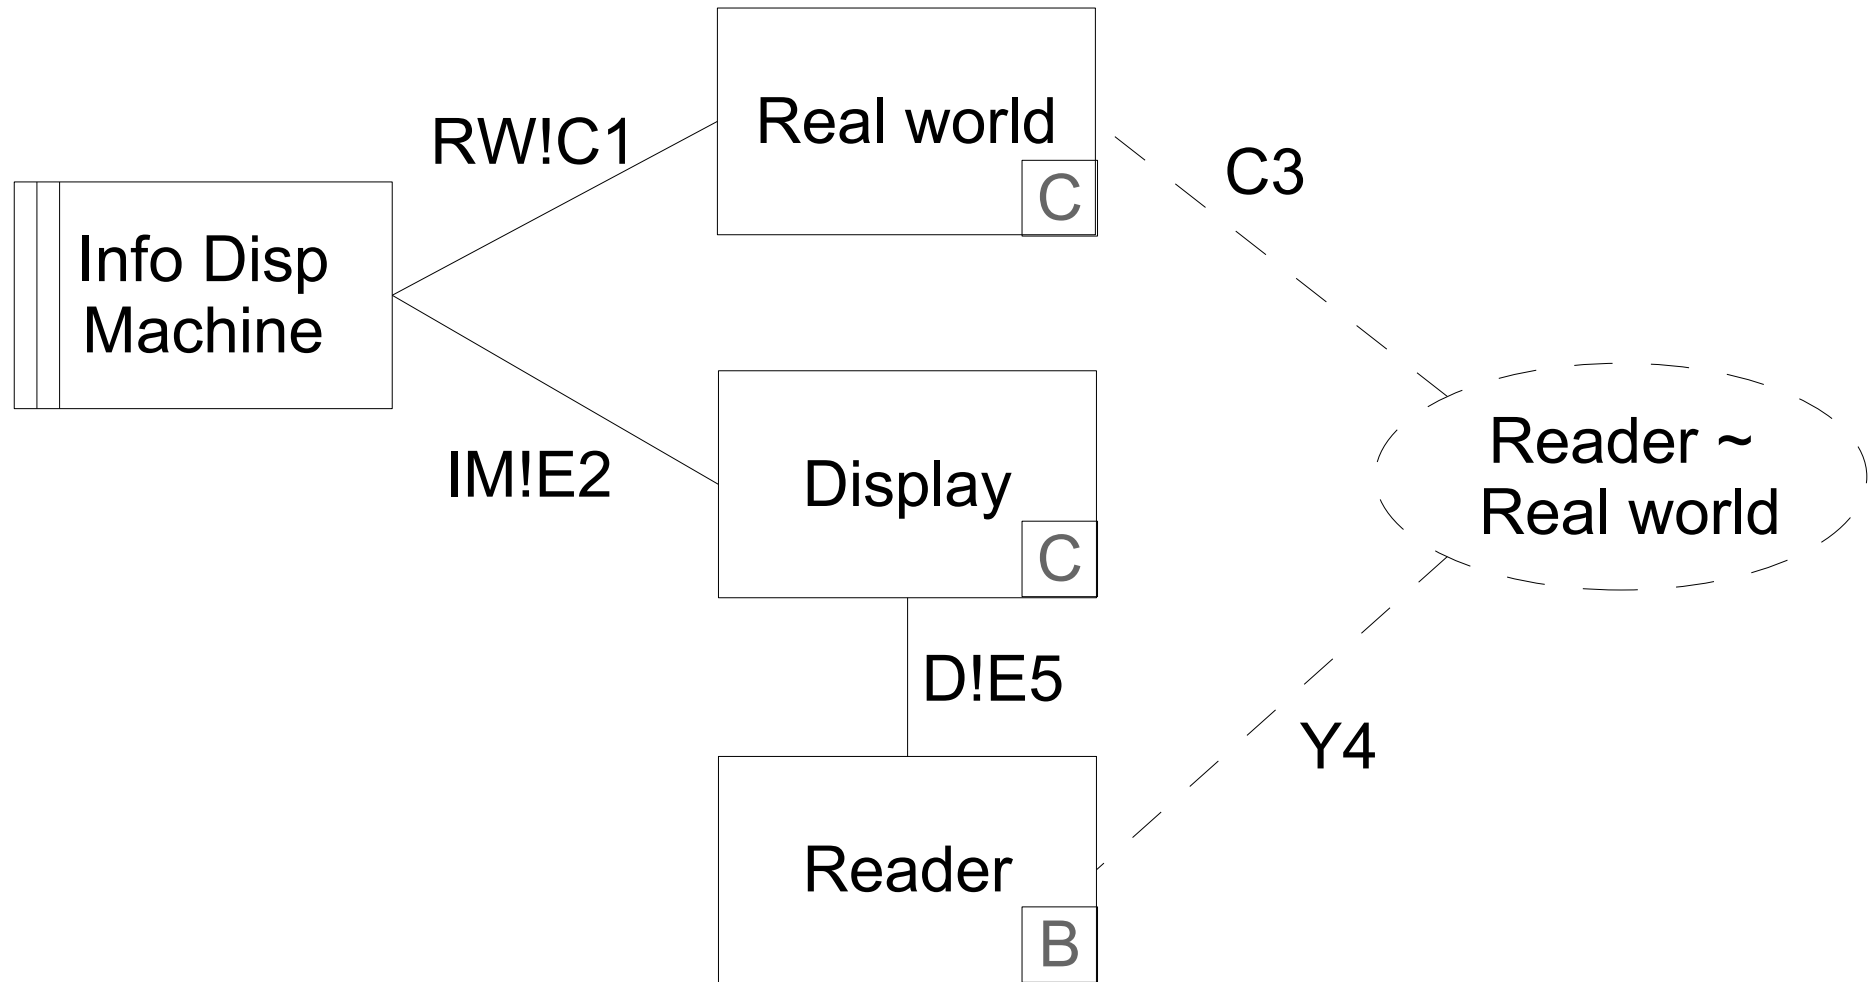 Real world
C
RW!C1
C3
Info Disp
Machine
Display
C
IM!E2
Reader ~
Real world
D!E5
Y4
Reader
B